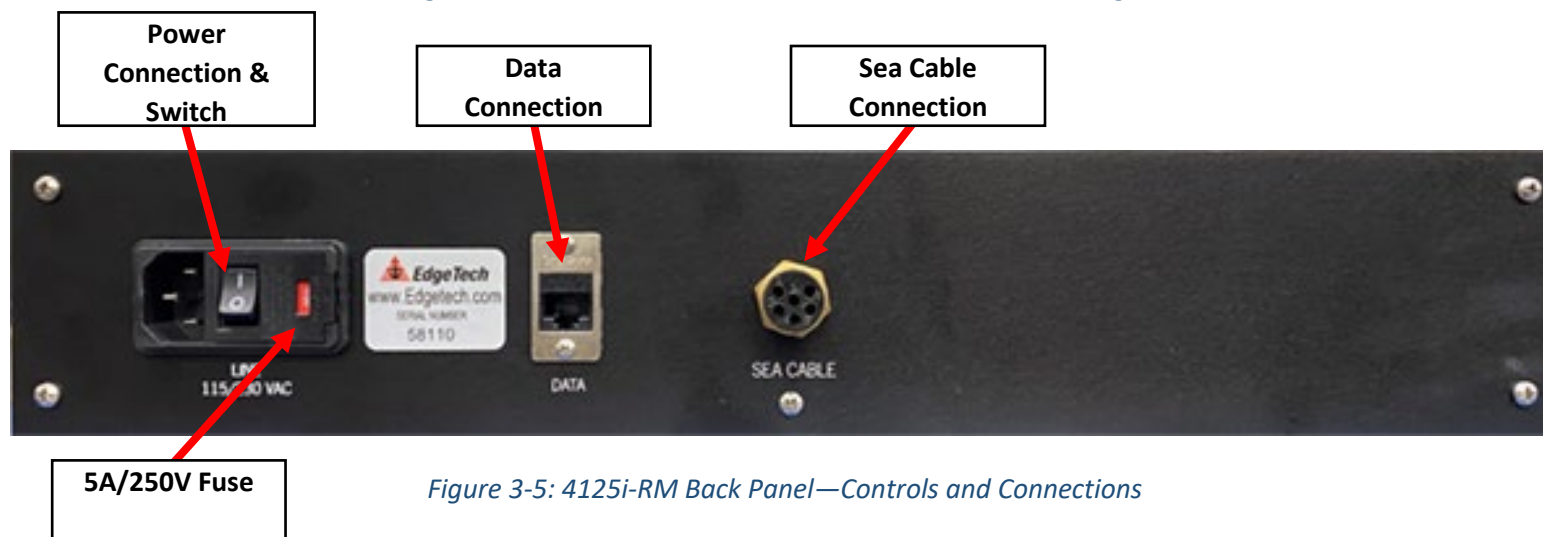 Power
Connection &
Switch
Data
Connection
Sea Cable
Connection
EdgeTech
www.Edgetech.com
SERIAL NUMBER
58110
LINE
115/230 VAC
DATA
SEA CABLE
5A/250V Fuse
Figure 3-5: 4125i-RM Back Panel—Controls and Connections